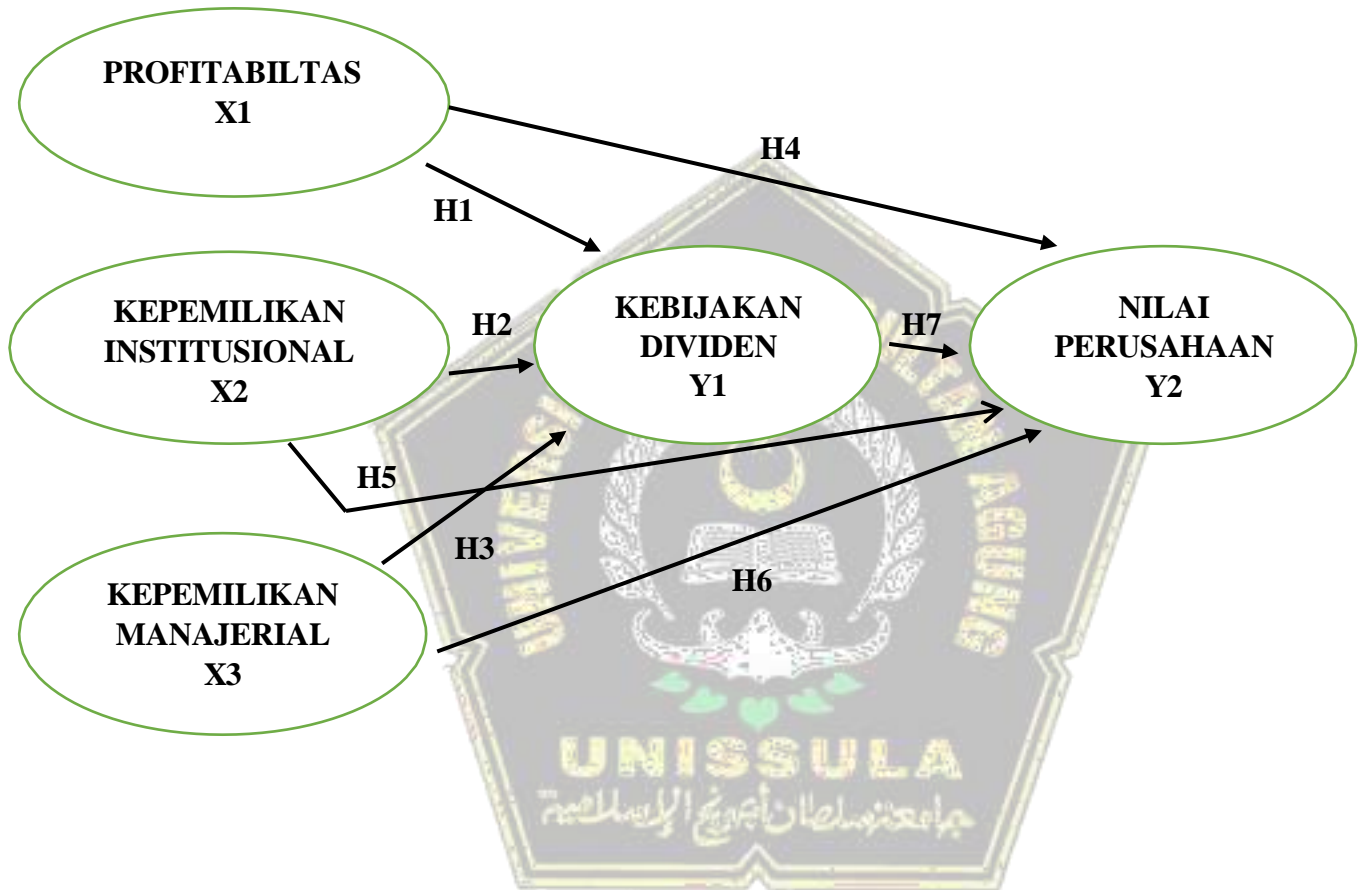 PROFITABILTAS
X1
H4
H1
KEPEMILIKAN
INSTITUSIONAL
X2
H2
KEBIJAKAN
DIVIDEN
Y1
H7
NILAI
PERUSAHAAN
Y2
H5
H3
H6
KEPEMILIKAN
MANAJERIAL
X3
UNISSULA